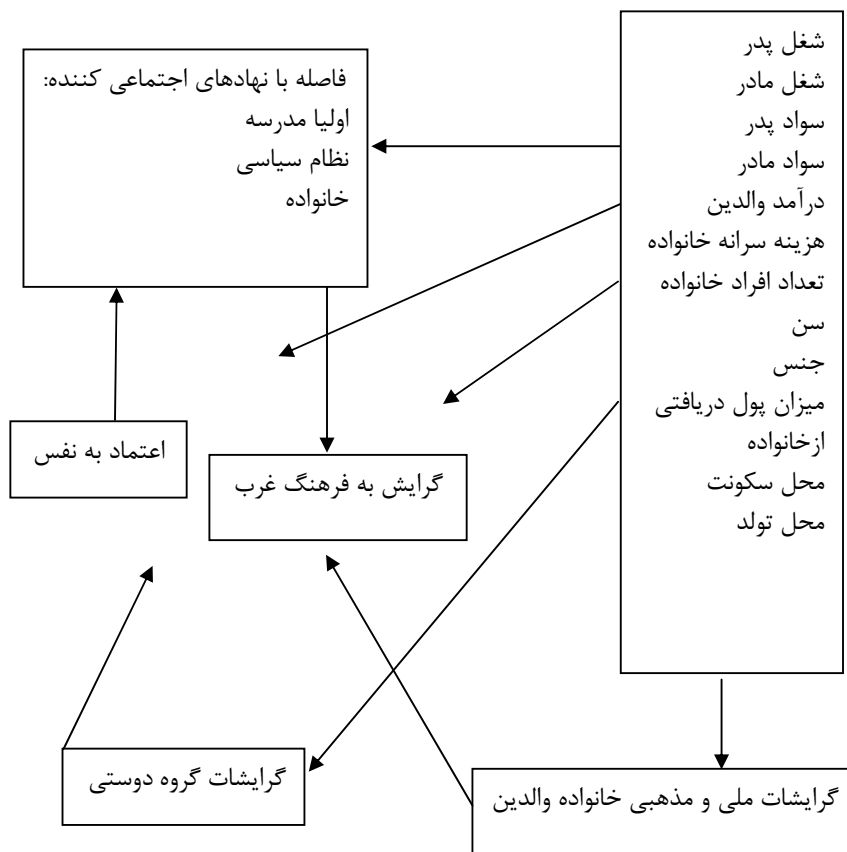 شغل پدر
شغل مادر
سواد پدر
سواد مادر
درآمد والدین
هزینه سرانه خانواده
تعداد افراد خانواده
سن
جنس
میزان پول دریافتی
ازخانواده
محل سکونت
محل تولد
فاصله با نهادهای اجتماعی کننده:
اولیا مدرسه
نظام سیاسی
خانواده
اعتماد به نفس
گرایش به فرهنگ غرب
گرایشات گروه دوستی
گرایشات ملی و مذهبی خانواده والدین